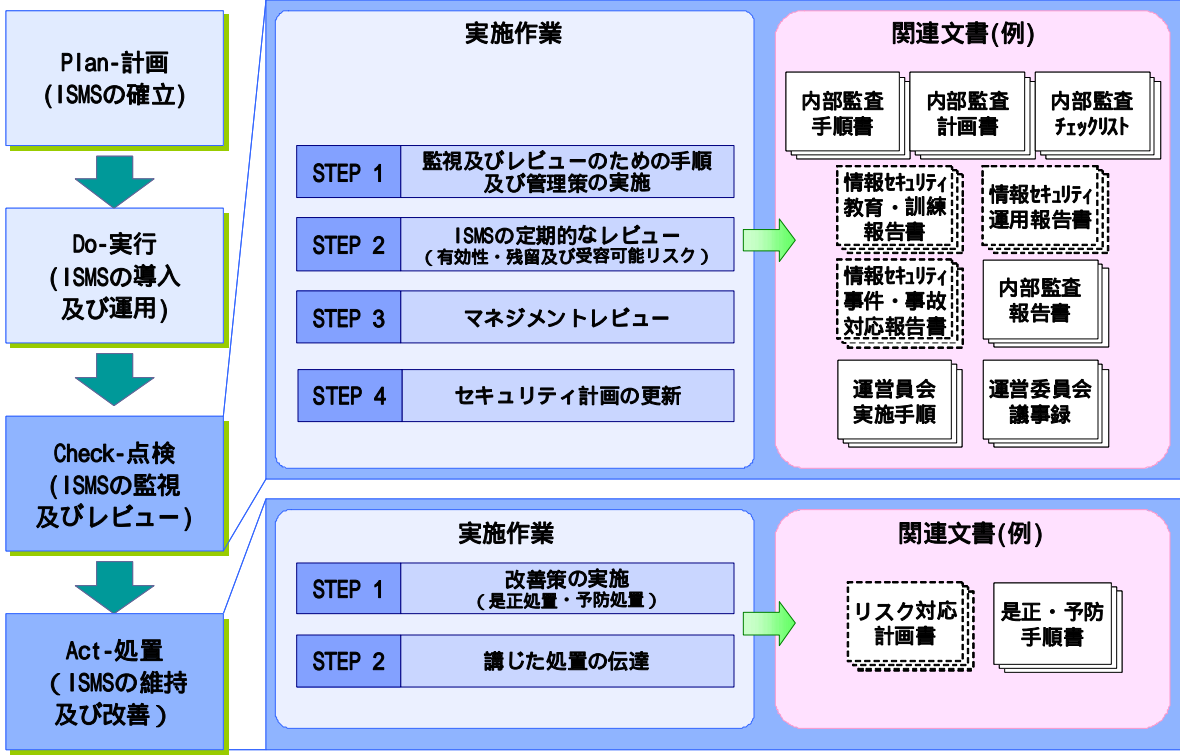 Plan-計画
(ISMSの確立)
Do-実行
(ISMSの導入
及び運用)
Check-点検
(ISMSの監視
及びレビュー)
Act-処置
(ISMSの維持
及び改善)
実施作業
STEP 1
監視及びレビューのための手順
及び管理策の実施
STEP 2
ISMSの定期的なレビュー
(有効性・残留及び受容可能リスク)
STEP 3
マネジメントレビュー
STEP 4
セキュリティ計画の更新
関連文書(例)
内部監査
手順書
内部監査
計画書
内部監査
チェックリスト
情報セキュリティ
教育・訓練
報告書
情報セキュリティ
運用報告書
情報セキュリティ
事件・事故
対応報告書
内部監査
報告書
運営員会
実施手順
運営委員会
議事録
実施作業
STEP 1
改善策の実施
(是正処置・予防処置)
STEP 2
講じた処置の伝達
関連文書(例)
リスク対応
計画書
是正・予防
手順書